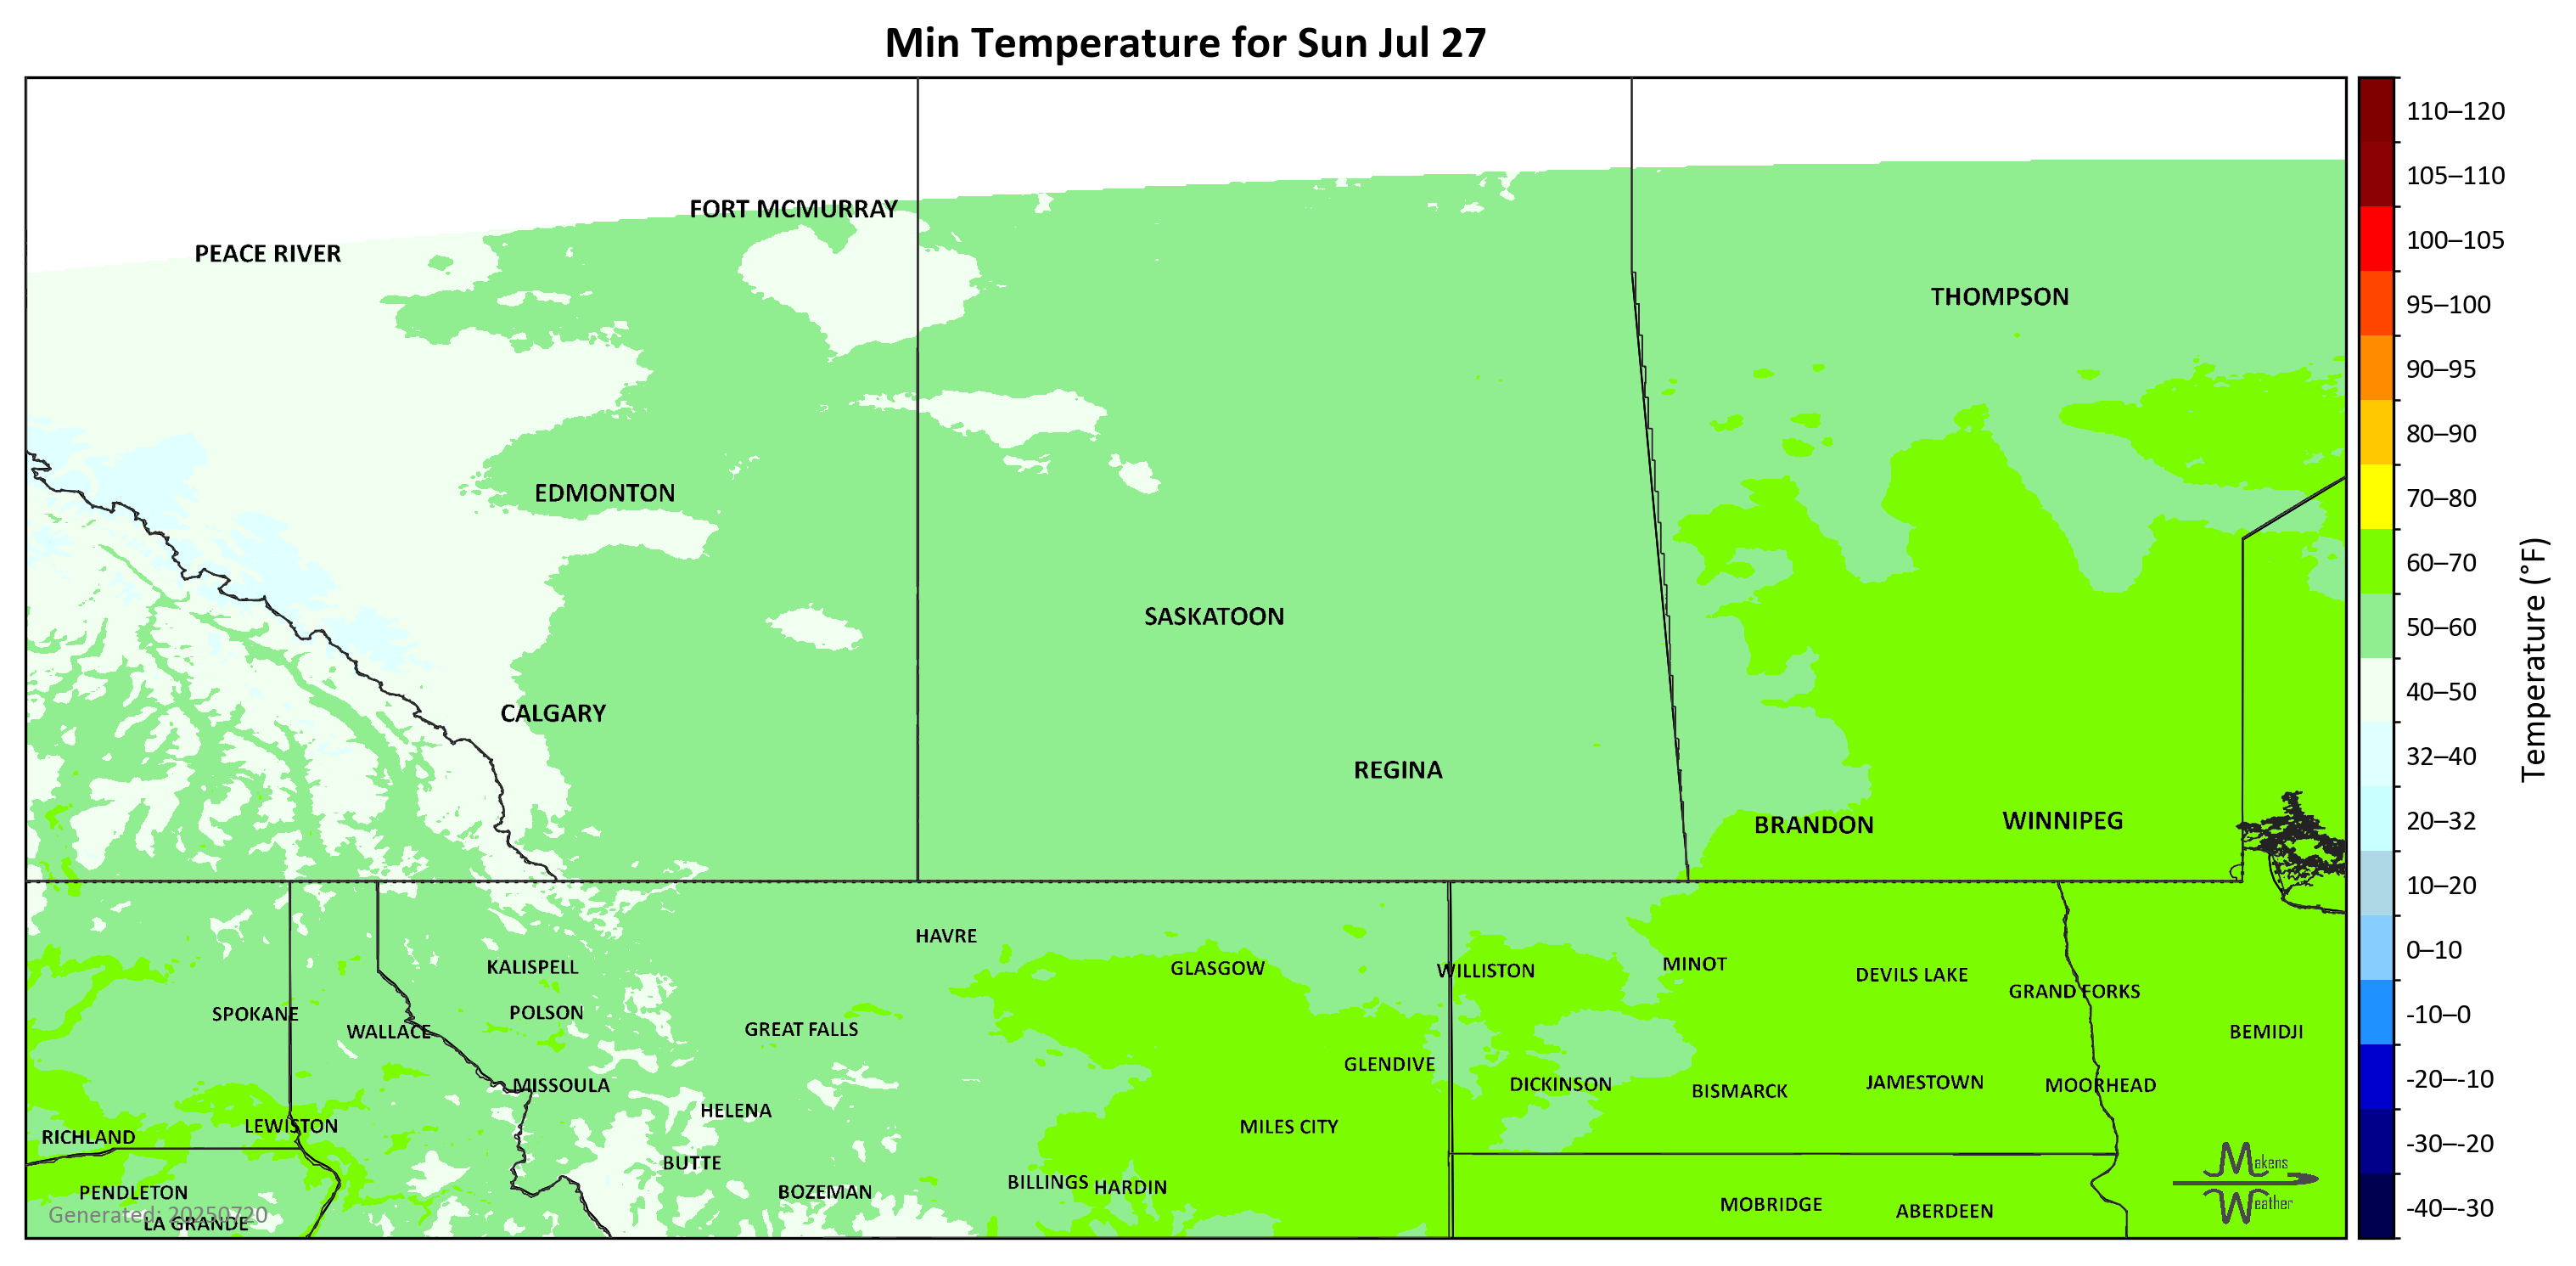 Min Temperature for Sun Jul 27
110–120
105–110
100–105
95–100
90–95
80–90
70–80
60–70
50–60
40–50
32–40
20–32
10–20
0–10
-10–0
-20–-10
-30–-20
-40–-30
Temperature (°F)
FORT MCMURRAY
PEACE RIVER
THOMPSON
EDMONTON
SASKATOON
CALGARY
REGINA
BRANDON
WINNIPEG
HAVRE
KALISPELL
GLASGOW
WILLISTON
MINOT
DEVILS LAKE
GRAND FORKS
SPOKANE
POLSON
WALLACE
GREAT FALLS
BEMIDJI
GLENDIVE
MISSOULA
DICKINSON
BISMARCK
JAMESTOWN
MOORHEAD
HELENA
LEWISTON
MILES CITY
RICHLAND
BUTTE
BILLINGS
HARDIN
PENDLETON
BOZEMAN
MOBRIDGE
ABERDEEN
Generated: 20250720
LA GRANDE
Makens
Weather